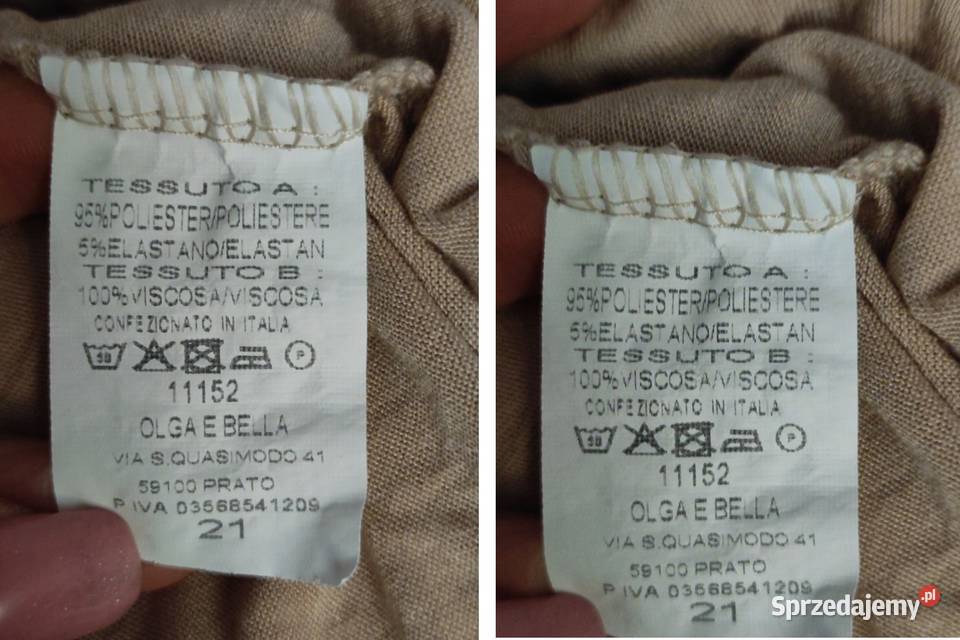 TESSUTO A :
95%POLIESTER/POLIESTERE
5%ELASTANO/ELASTAN
TESSUTO B :
100%VISCOSA/VISCOSA
CONFEZIONATO IN ITALIA
30 P
11152
OLGA E BELLA
VIA S.QUASIMODO 41
59100 PRATO
P.IVA 03568541209
21
TESSUTO A :
95%POLIESTER/POLIESTERE
5%ELASTANO/ELASTAN
TESSUTO B :
100%VISCOSA/VISCOSA
CONFEZIONATO IN ITALIA
30 P
11152
OLGA E BELLA
VIA S.QUASIMODO 41
59100 PRATO
P.IVA 03568541209
21
Sprzedajemy.pl